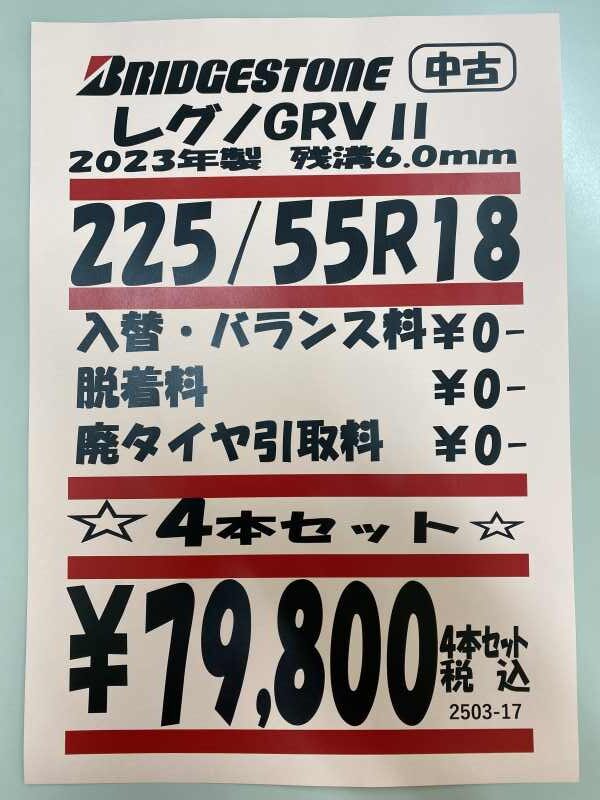 BRIDGESTONE 中古
レグノGRVⅡ
2023年製 残溝6.0mm
225/55R18
入替・バランス料¥0-
脱着料 ¥0-
廃タイヤ引取料 ¥0-
☆4本セット☆
¥79,800 4本セット
税込
2503-17